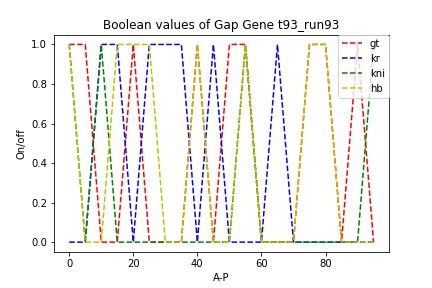 Boolean values of Gap Gene t93_run93
gt
kr
kni
hb
1.0
0.8
0.6
0.4
0.2
0.0
On/off
0 20 40 60 80
A-P